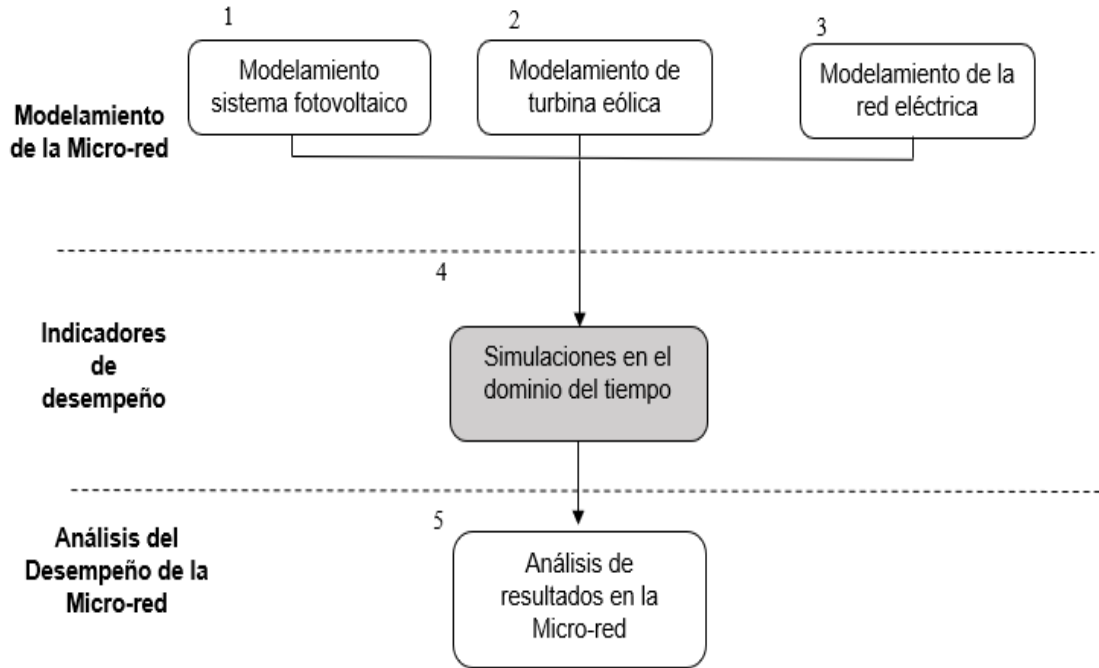 1
2
3
Modelamiento
sistema fotovoltaico
Modelamiento de
turbina eólica
Modelamiento de la
red eléctrica
Modelamiento
de la Micro-red
4
Indicadores
de
desempeño
Simulaciones en el
dominio del tiempo
5
Análisis del
Desempeño de la
Micro-red
Análisis de
resultados en la
Micro-red